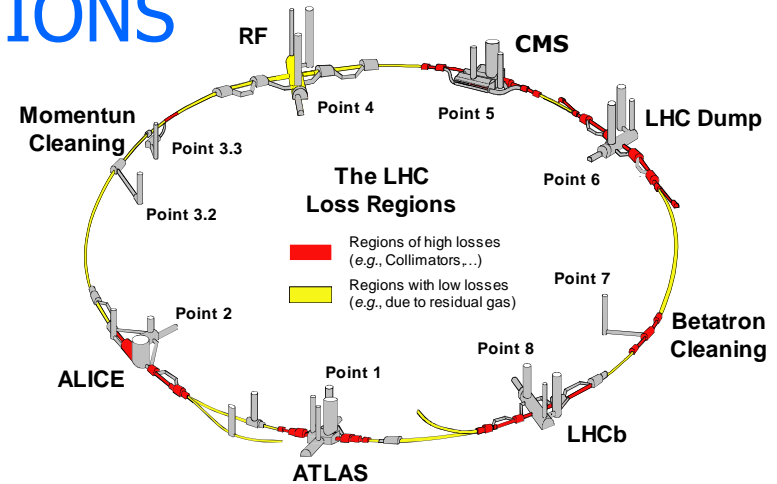 IONS
RF
CMS
Point 4
Point 5
Momentun
Cleaning
LHC Dump
Point 3.3
Point 6
The LHC
Loss Regions
Point 3.2
Regions of high losses
(e.g., Collimators,...)
Regions with low losses
(e.g., due to residual gas)
Point 7
Point 2
Betatron
Cleaning
Point 8
ALICE
Point 1
LHCb
ATLAS